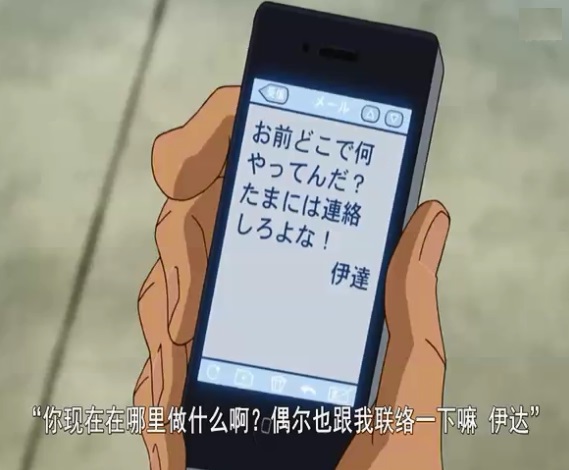 メール
お前どこで何
やってんだ？
たまには連絡
しろよな！
伊達
“你现在在哪里做什么啊？偶尔也跟我联络一下嘛 伊达”